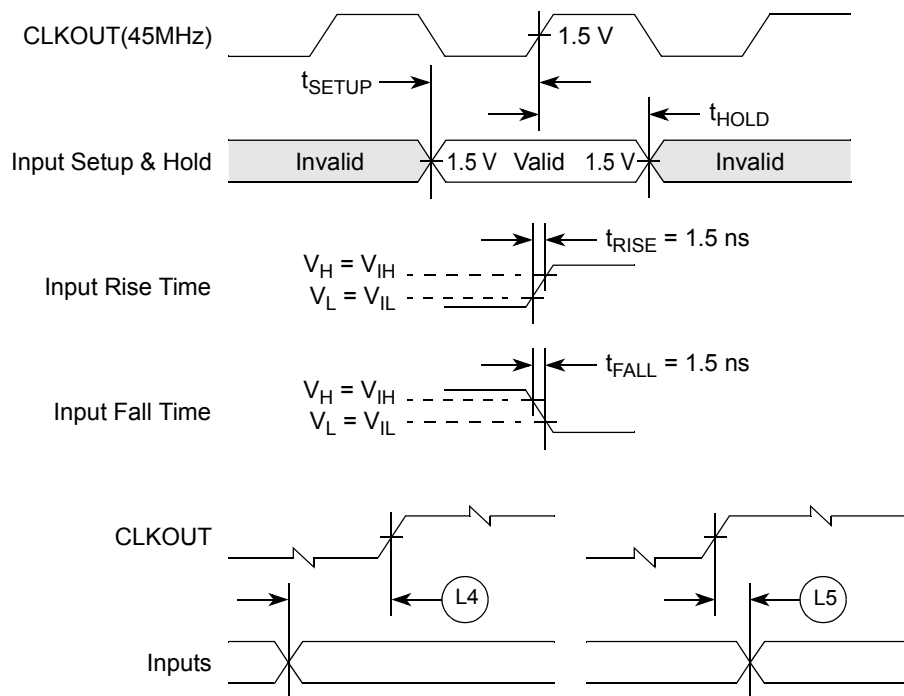 CLKOUT(45MHz)
1.5 V
tSETUP
tHOLD
Input Setup & Hold
Invalid
1.5 V Valid 1.5 V
Invalid
tRISE = 1.5 ns
VH = VIH
Input Rise Time
VL = VIL
tFALL = 1.5 ns
VH = VIH
Input Fall Time
VL = VIL
CLKOUT
L4
L5
Inputs